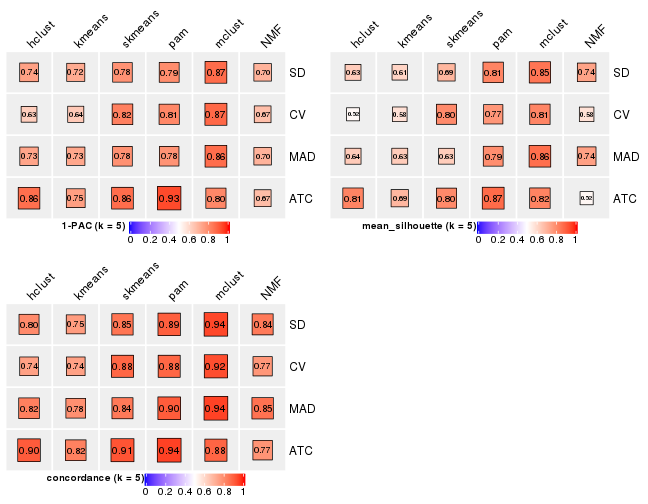 hclust kmeans skmeans pam mclust NMF
0.74 0.72 0.78 0.79 0.87 0.70 SD
0.63 0.64 0.82 0.81 0.87 0.67 CV
0.73 0.73 0.78 0.78 0.86 0.70 MAD
0.86 0.75 0.86 0.93 0.80 0.67 ATC
1-PAC (k = 5)
0 0.2 0.4 0.6 0.8 1
hclust kmeans skmeans pam mclust NMF
0.63 0.61 0.69 0.81 0.85 0.74 SD
0.52 0.58 0.80 0.77 0.81 0.58 CV
0.64 0.63 0.63 0.79 0.86 0.74 MAD
0.81 0.69 0.80 0.87 0.82 0.52 ATC
mean_silhouette (k = 5)
0 0.2 0.4 0.6 0.8 1
hclust kmeans skmeans pam mclust NMF
0.80 0.75 0.85 0.89 0.94 0.84 SD
0.74 0.74 0.88 0.88 0.92 0.77 CV
0.82 0.78 0.84 0.90 0.94 0.85 MAD
0.90 0.82 0.91 0.94 0.88 0.77 ATC
concordance (k = 5)
0 0.2 0.4 0.6 0.8 1